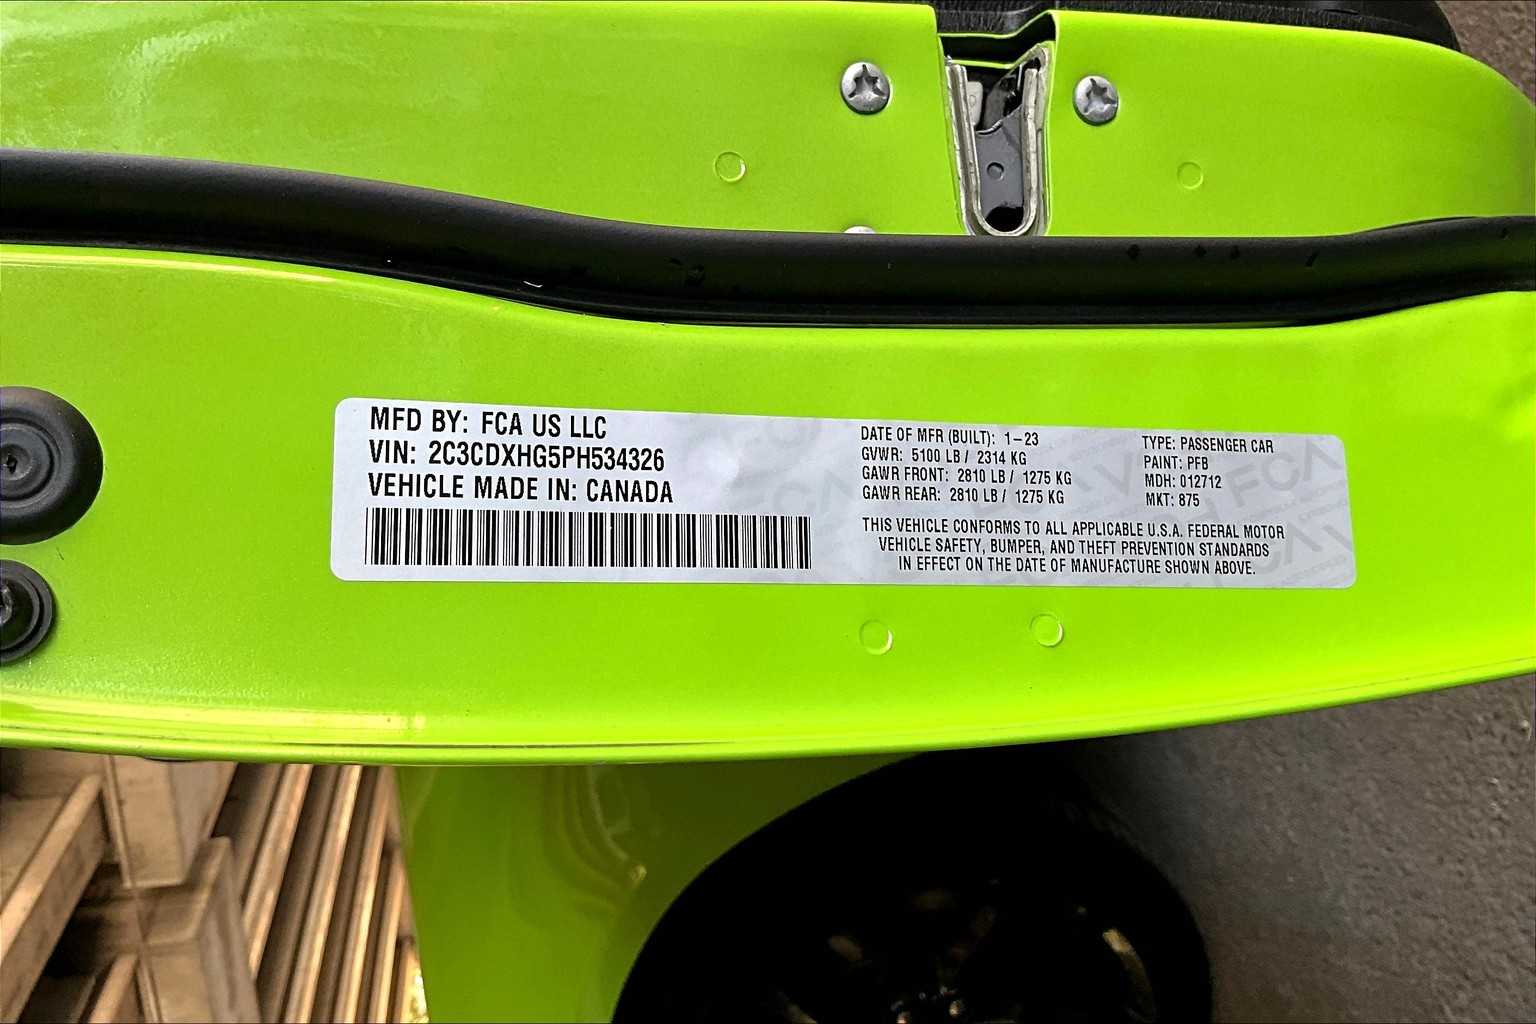 MFD BY: FCA US LLC
VIN: 2C3CDXHG5PH534326
VEHICLE MADE IN: CANADA
DATE OF MFR (BUILT): 1-23
GVWR: 5100 LB / 2314 KG
GAWR FRONT: 2810 LB / 1275 KG
GAWR REAR: 2810 LB / 1275 KG
TYPE: PASSENGER CAR
PAINT: PFB
MDH: 012712
MKT: 875
THIS VEHICLE CONFORMS TO ALL APPLICABLE U.S.A. FEDERAL MOTOR
VEHICLE SAFETY, BUMPER, AND THEFT PREVENTION STANDARDS
IN EFFECT ON THE DATE OF MANUFACTURE SHOWN ABOVE.
FCA
FCA
FCA